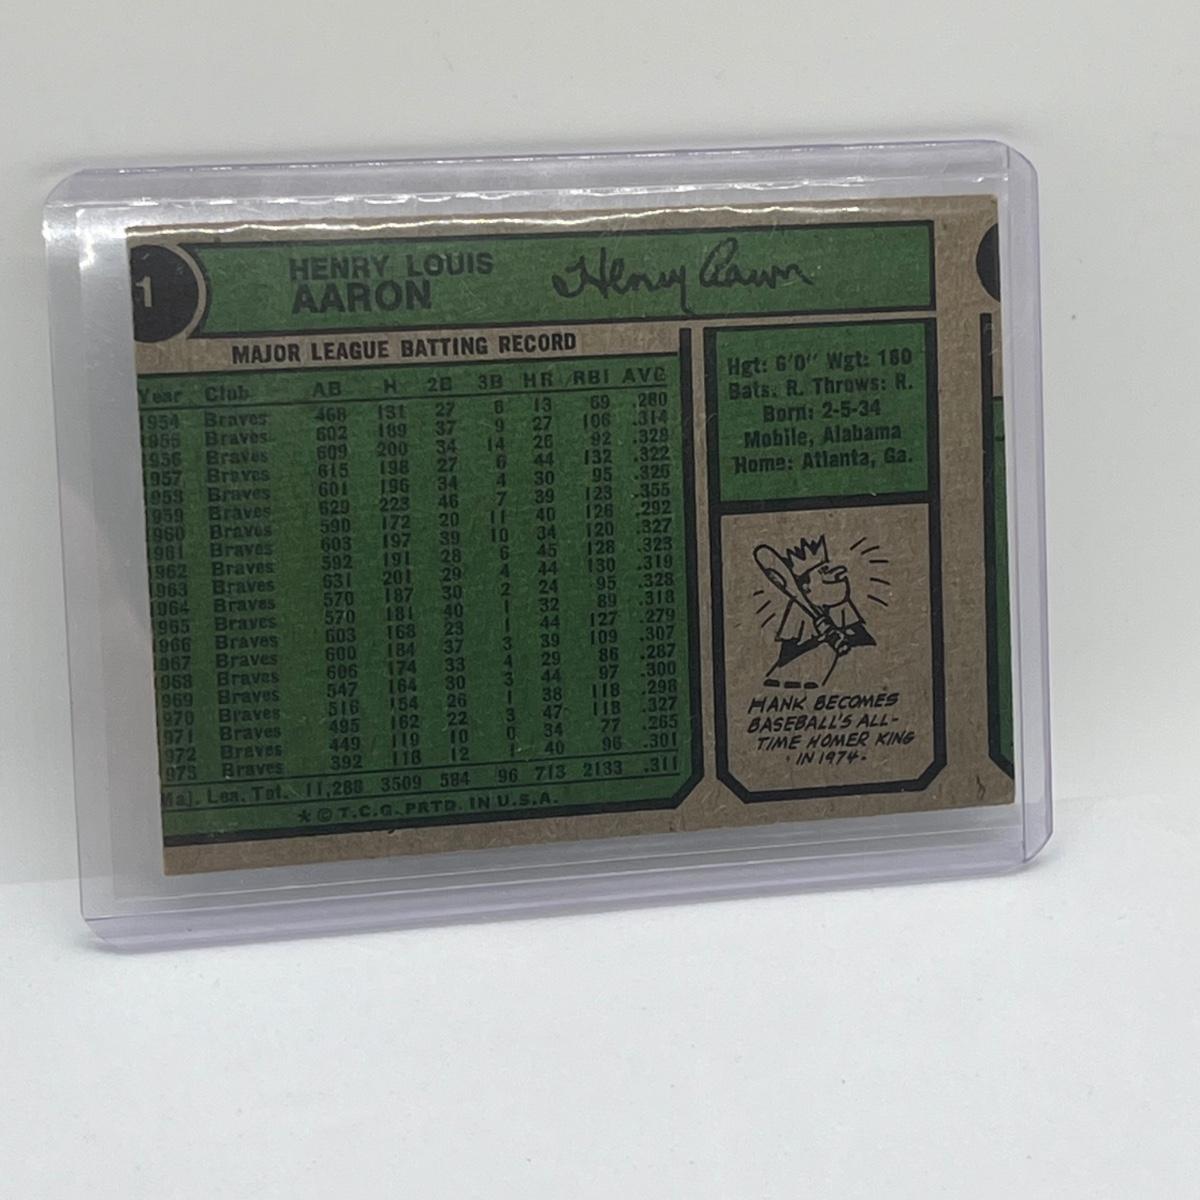 1
HENRY LOUIS
AARON
Henry Aaron
MAJOR LEAGUE BATTING RECORD
Year Club AB H 2B 3B HR RBI AVG
1954 Braves 468 131 27 6 13 69 .280
1955 Braves 602 189 37 9 27 106 .314
1956 Braves 609 200 34 14 26 92 .328
1957 Braves 615 198 27 6 44 132 .322
1958 Braves 601 196 34 4 30 95 .326
1959 Braves 629 223 46 7 39 123 .355
1960 Braves 590 172 20 11 40 126 .292
1961 Braves 603 197 39 10 34 120 .327
1962 Braves 592 191 28 6 45 128 .323
1963 Braves 631 201 29 4 44 130 .319
1964 Braves 570 187 30 2 24 95 .328
1965 Braves 570 181 40 1 32 89 .318
1966 Braves 603 168 23 1 44 127 .279
1967 Braves 600 184 37 3 39 109 .307
1968 Braves 606 174 33 4 29 86 .287
969 Braves 547 164 30 3 44 97 .300
970 Braves 516 154 26 1 38 118 .298
971 Braves 495 162 22 3 47 118 .327
972 Braves 449 119 10 0 34 77 .265
973 Braves 392 118 12 1 40 96 .301
Maj. Lea. Tot. 11,288 3509 584 96 713 2133 .311
* © T.C.G. PRTD. IN U.S.A.
Hgt: 6'0" Wgt: 180
Bats. R. Throws: R.
Born: 2-5-34
Mobile, Alabama
Home: Atlanta, Ga.
HANK BECOMES
BASEBALL'S ALL-
TIME HOMER KING
IN 1974.